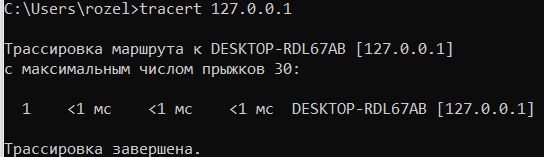 C:\Users\rozel>tracert 127.0.0.1
Трассировка маршрута к DESKTOP-RDL67AB [127.0.0.1]
с максимальным числом прыжков 30:
1 <1 мс <1 мс <1 мс DESKTOP-RDL67AB [127.0.0.1]
Трассировка завершена.